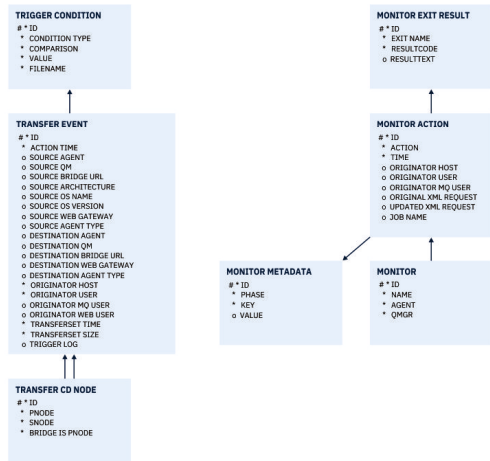 TRIGGER CONDITION
# * ID
* CONDITION TYPE
* COMPARISON
* VALUE
* FILENAME
TRANSFER EVENT
# * ID
* ACTION TIME
o SOURCE AGENT
o SOURCE QM
o SOURCE BRIDGE URL
o SOURCE ARCHITECTURE
o SOURCE OS NAME
o SOURCE OS VERSION
o SOURCE WEB GATEWAY
o SOURCE AGENT TYPE
o DESTINATION AGENT
o DESTINATION QM
o DESTINATION BRIDGE URL
o DESTINATION WEB GATEWAY
o DESTINATION AGENT TYPE
* ORIGINATOR HOST
* ORIGINATOR USER
o ORIGINATOR MQ USER
o ORIGINATOR WEB USER
* TRANSFERSET TIME
* TRANSFERSET SIZE
o TRIGGER LOG
TRANSFER CD NODE
# * ID
* PNODE
* SNODE
* BRIDGE IS PNODE
MONITOR EXIT RESULT
# * ID
* EXIT NAME
* RESULTCODE
o RESULTTEXT
MONITOR ACTION
# * ID
* ACTION
* TIME
o ORIGINATOR HOST
o ORIGINATOR USER
o ORIGINATOR MQ USER
o ORIGINAL XML REQUEST
o UPDATED XML REQUEST
o JOB NAME
MONITOR METADATA
# * ID
* PHASE
* KEY
o VALUE
MONITOR
# * ID
* NAME
* AGENT
* QMGR